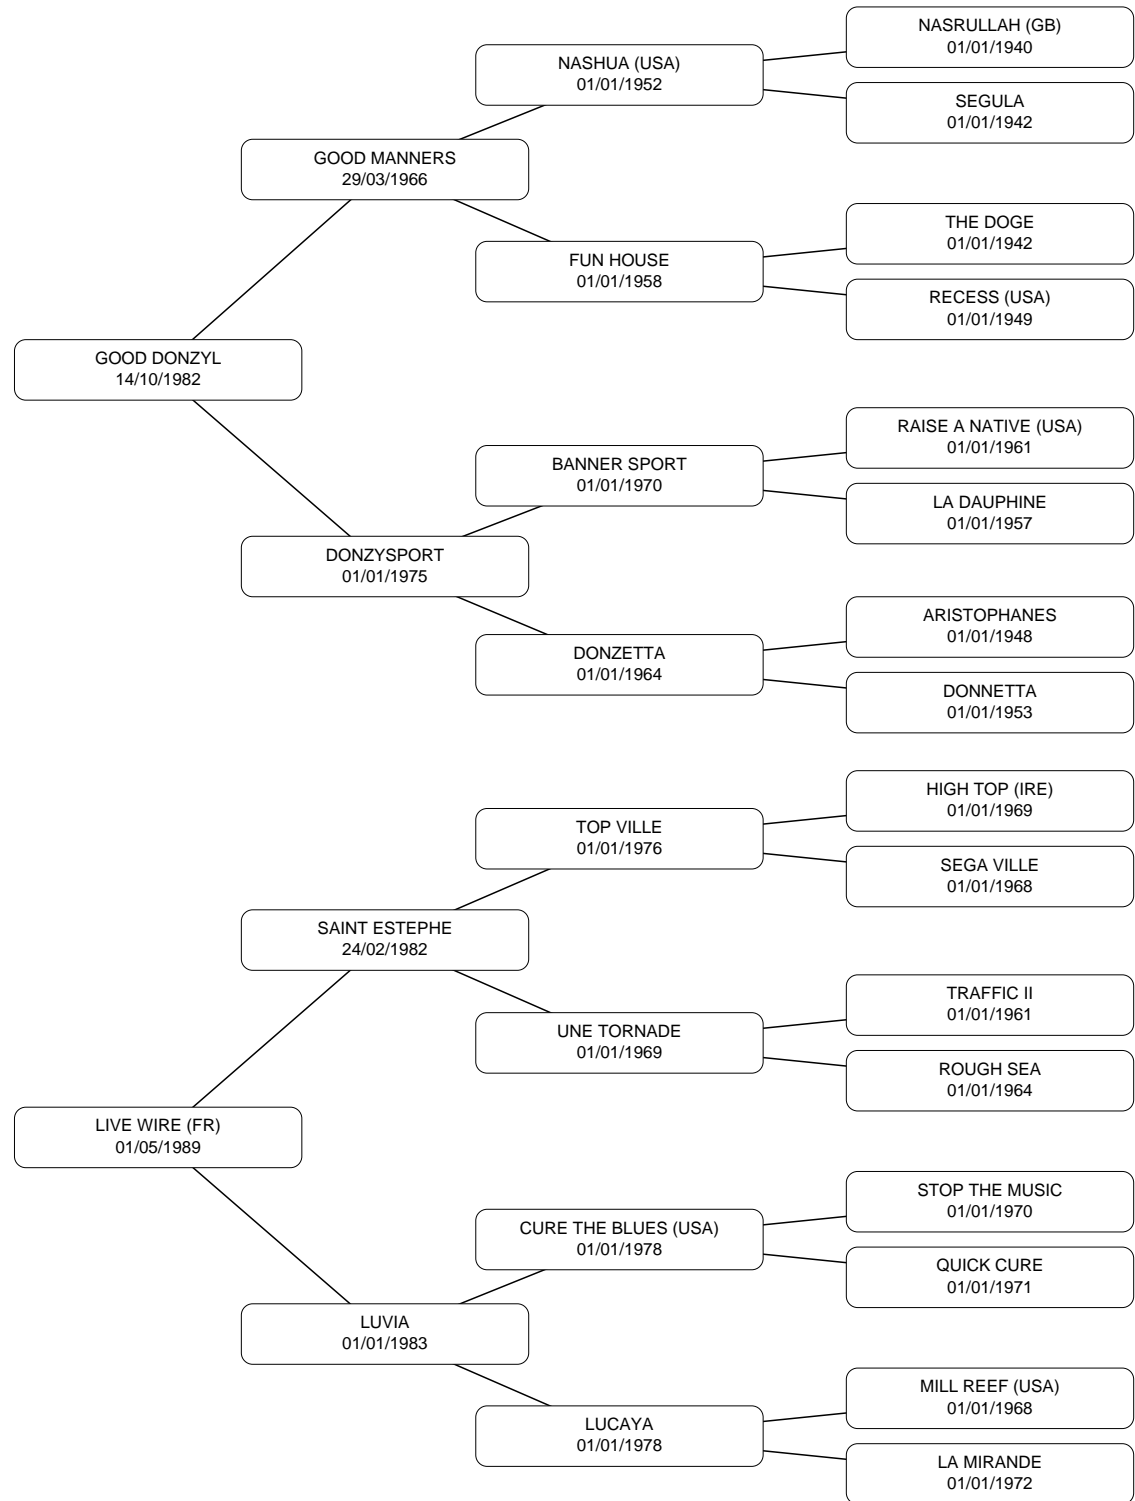 NASRULLAH (GB)
01/01/1940
NASHUA (USA)
01/01/1952
SEGULA
01/01/1942
GOOD MANNERS
29/03/1966
THE DOGE
01/01/1942
FUN HOUSE
01/01/1958
RECESS (USA)
01/01/1949
GOOD DONZYL
14/10/1982
RAISE A NATIVE (USA)
01/01/1961
BANNER SPORT
01/01/1970
LA DAUPHINE
01/01/1957
DONZYSPORT
01/01/1975
ARISTOPHANES
01/01/1948
DONZETTA
01/01/1964
DONNETTA
01/01/1953
HIGH TOP (IRE)
01/01/1969
TOP VILLE
01/01/1976
SEGA VILLE
01/01/1968
SAINT ESTEPHE
24/02/1982
TRAFFIC II
01/01/1961
UNE TORNADE
01/01/1969
ROUGH SEA
01/01/1964
LIVE WIRE (FR)
01/05/1989
STOP THE MUSIC
01/01/1970
CURE THE BLUES (USA)
01/01/1978
QUICK CURE
01/01/1971
LUVIA
01/01/1983
MILL REEF (USA)
01/01/1968
LUCAYA
01/01/1978
LA MIRANDE
01/01/1972